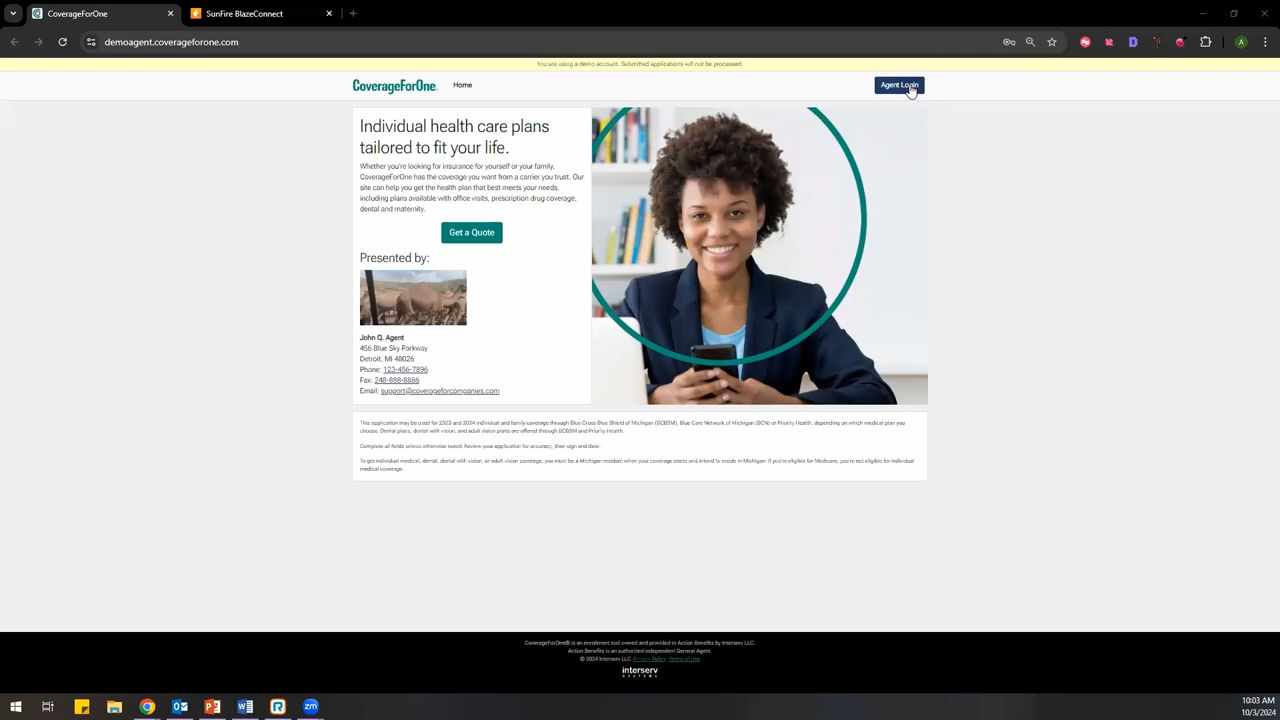 CoverageForOne
SunFire BlazeConnect
demoagent.coverageforone.com
A
You are using a demo account. Submitted applications will not be processed.
CoverageForOne.
Home
Agent Login
Individual health care plans
tailored to fit your life.
Whether you're looking for insurance for yourself or your family,
CoverageForOne has the coverage you want from a carrier you trust. Our
site can help you get the health plan that best meets your needs,
including plans available with office visits, prescription drug coverage,
dental and maternity.
Get a Quote
Presented by:
John Q. Agent
456 Blue Sky Parkway
Detroit, MI 48026
Phone: 123-456-7896
Fax: 248-888-8886
Email: support@coverageforcompanies.com
This application may be used for 2023 and 2024 individual and family coverage through Blue Cross Blue Shield of Michigan (BCBSM), Blue Care Network of Michigan (BCN) or Priority Health, depending on which medical plan you
choose. Dental plans, dental with vision, and adult vision plans are offered through BCBSM and Priority Health.
Complete all fields unless otherwise noted. Review your application for accuracy, then sign and date.
To get individual medical, dental, dental with vision, or adult vision coverage, you must be a Michigan resident when your coverage starts and intend to reside in Michigan. If you're eligible for Medicare, you're not eligible for individual
medical coverage.
CoverageForOne® is an enrollment tool owned and provided to Action Benefits by Interserv LLC.
Action Benefits is an authorized independent General Agent.
© 2024 Interserv LLC Privacy Policy Terms of Use
interserv
SYSTEMS
zm
10:03 AM
10/3/2024